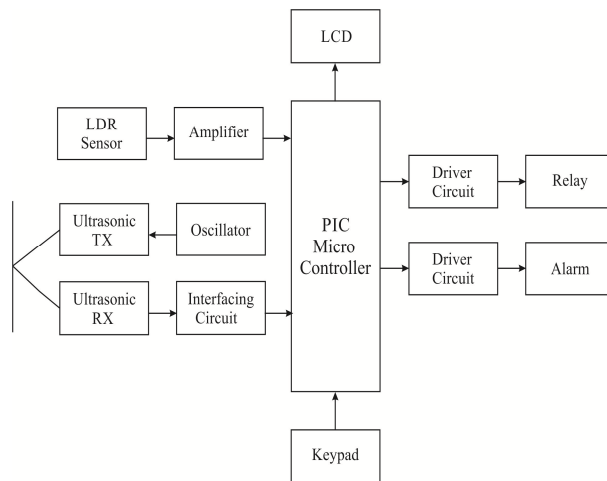 LCD
LDR
Sensor
Amplifier
Driver
Circuit
Relay
Ultrasonic
TX
Oscillator
PIC
Micro
Controller
Driver
Circuit
Alarm
Ultrasonic
RX
Interfacing
Circuit
Keypad